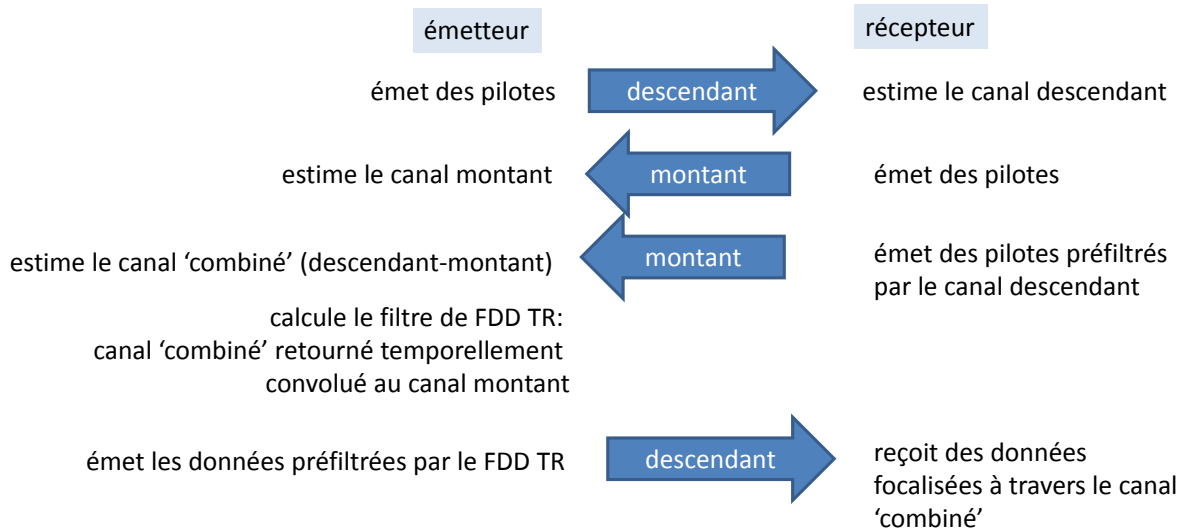 émetteur
récepteur
émet des pilotes
descendant
estime le canal descendant
estime le canal montant
montant
émet des pilotes
estime le canal ‘combiné’ (descendant-montant)
montant
émet des pilotes préfiltrés
par le canal descendant
calcule le filtre de FDD TR:
canal ‘combiné’ retourné temporellement
convolué au canal montant
émet les données préfiltrées par le FDD TR
descendant
reçoit des données
focalisées à travers le canal
‘combiné’